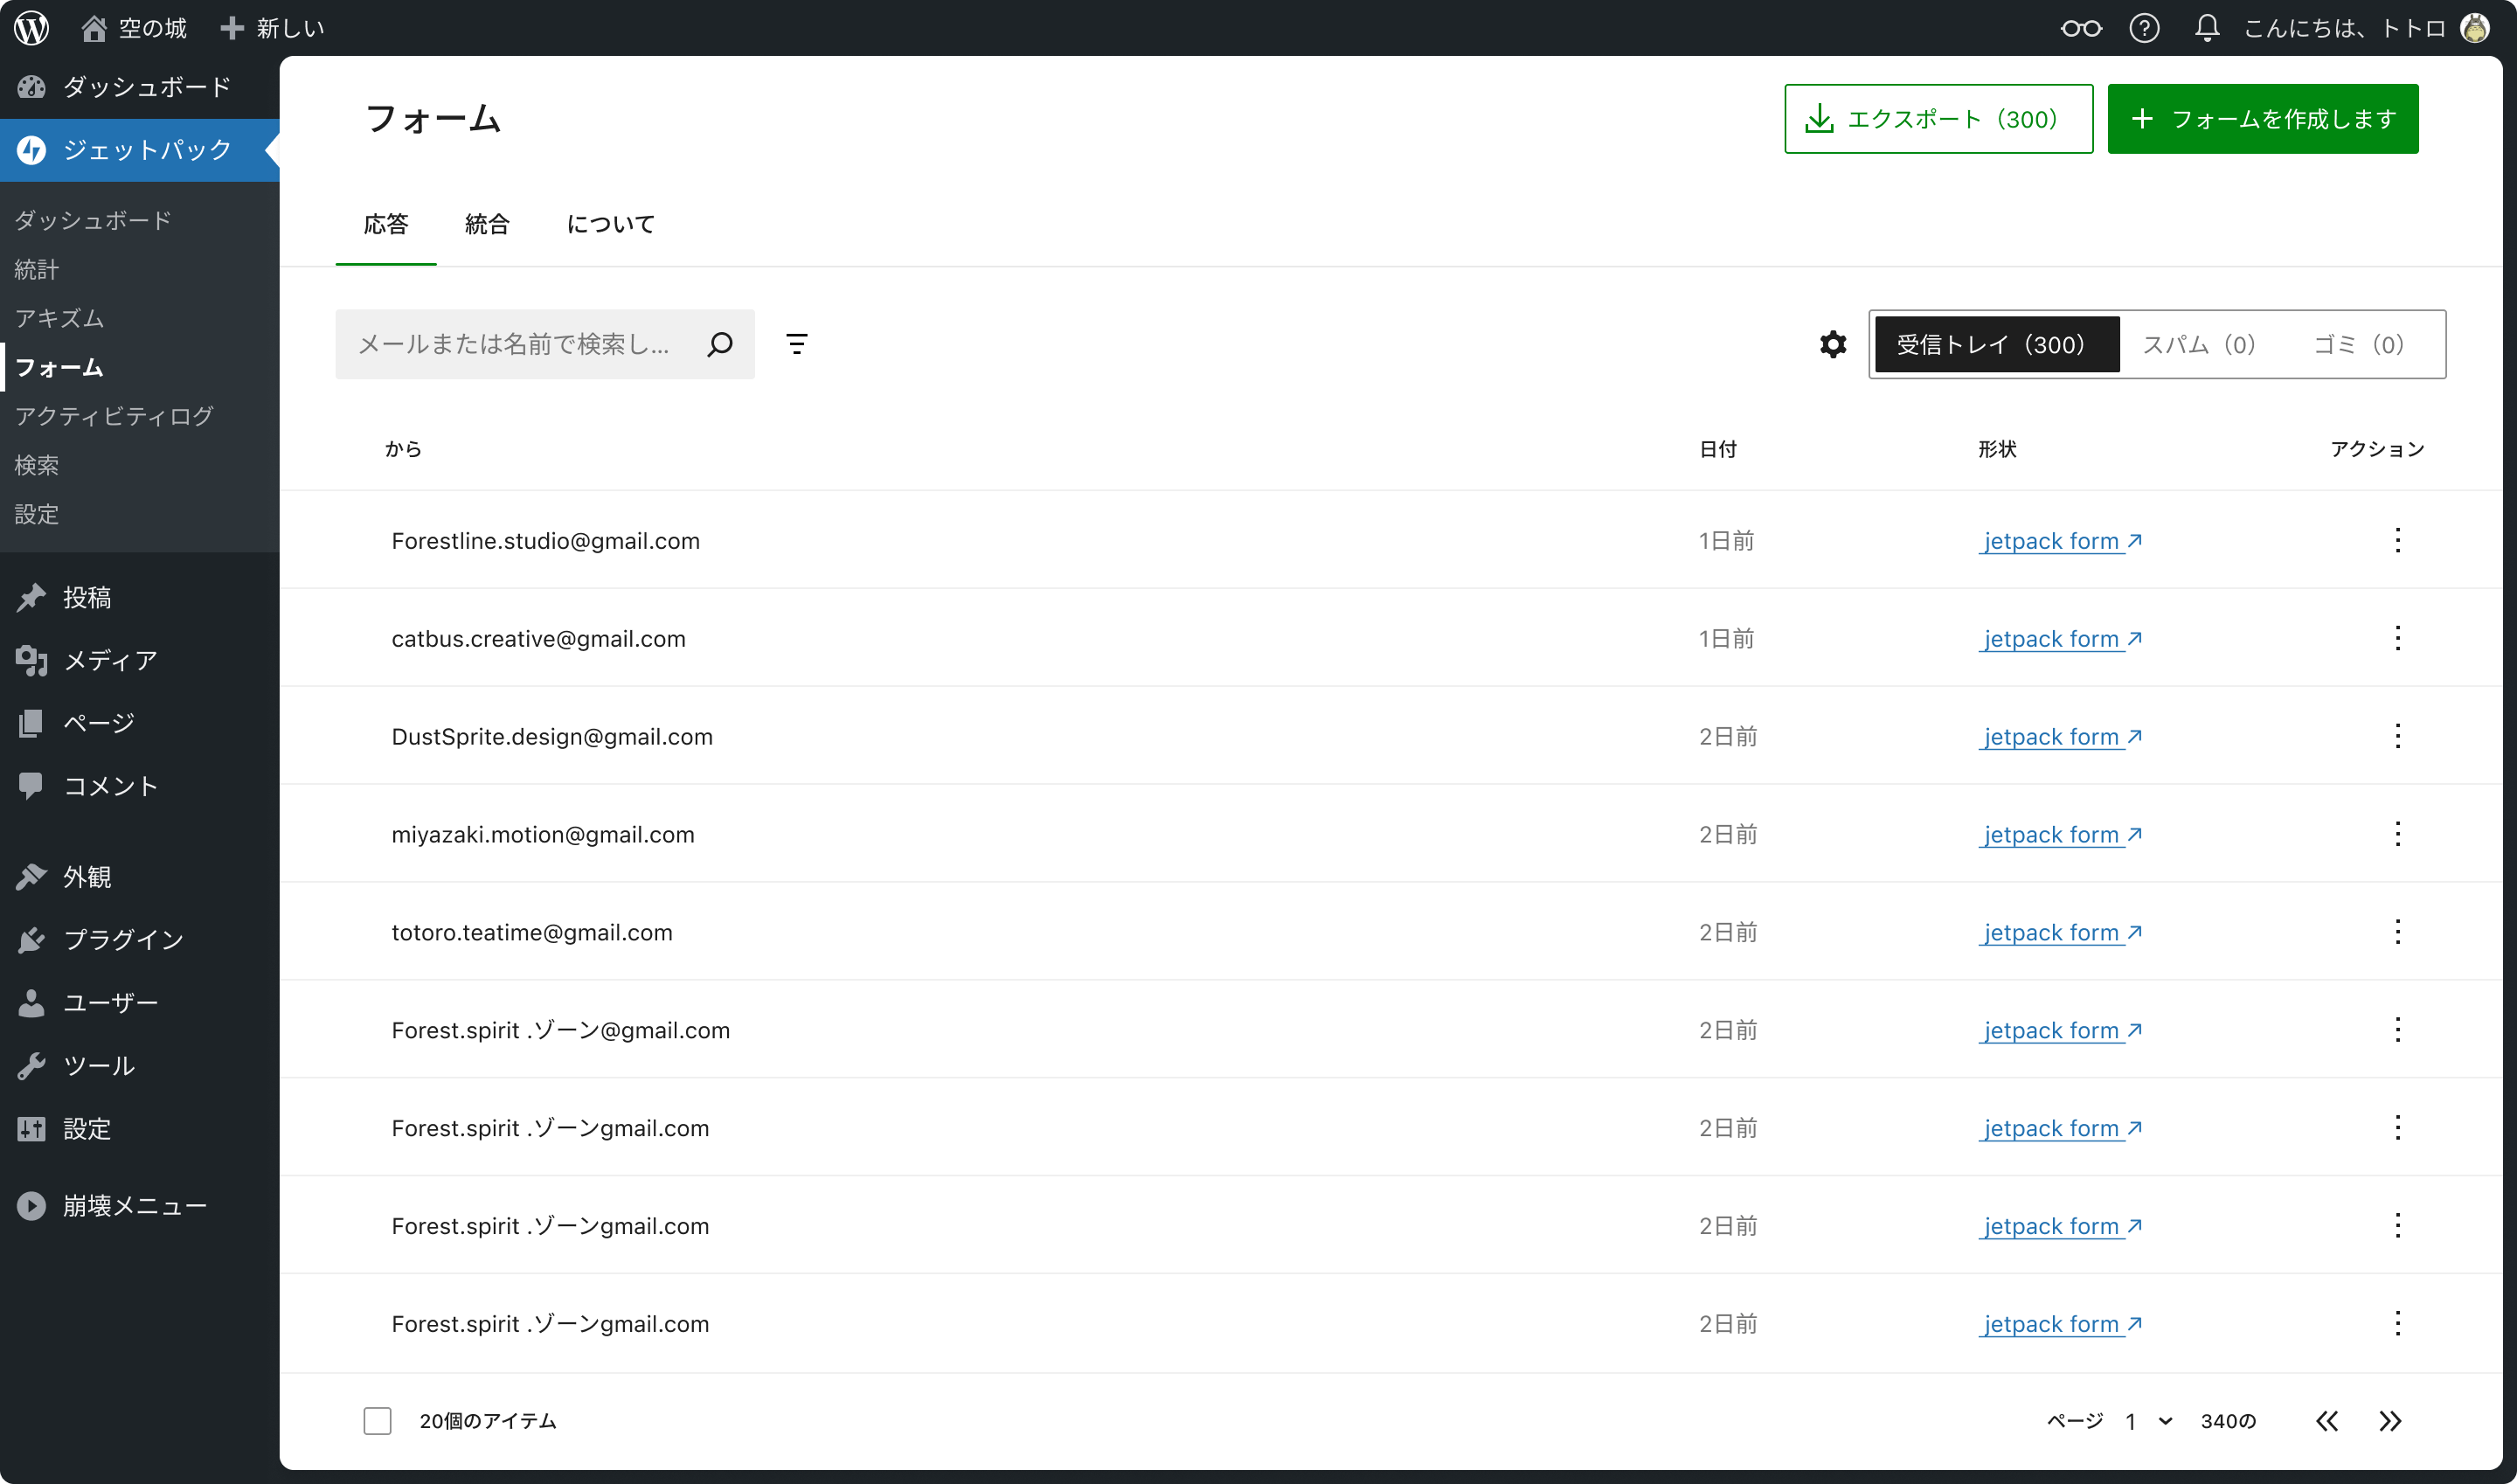 空の城
新しい
こんにちは、トトロ
ダッシュボード
ジェットパック
ダッシュボード
統計
アキズム
フォーム
アクティビティログ
検索
設定
投稿
メディア
ページ
コメント
外観
プラグイン
ユーザー
ツール
設定
崩壊メニュー
フォーム
エクスポート（300）
フォームを作成します
応答
統合
について
メールまたは名前で検索し...
受信トレイ（300）
スパム（0）
ゴミ（0）
から 日付 形状 アクション
Forestline.studio@gmail.com 1日前 jetpack form
catbus.creative@gmail.com 1日前 jetpack form
DustSprite.design@gmail.com 2日前 jetpack form
miyazaki.motion@gmail.com 2日前 jetpack form
totoro.teatime@gmail.com 2日前 jetpack form
Forest.spirit .ゾーン@gmail.com 2日前 jetpack form
Forest.spirit .ゾーンgmail.com 2日前 jetpack form
Forest.spirit .ゾーンgmail.com 2日前 jetpack form
Forest.spirit .ゾーンgmail.com 2日前 jetpack form
20個のアイテム
ページ 1 340の